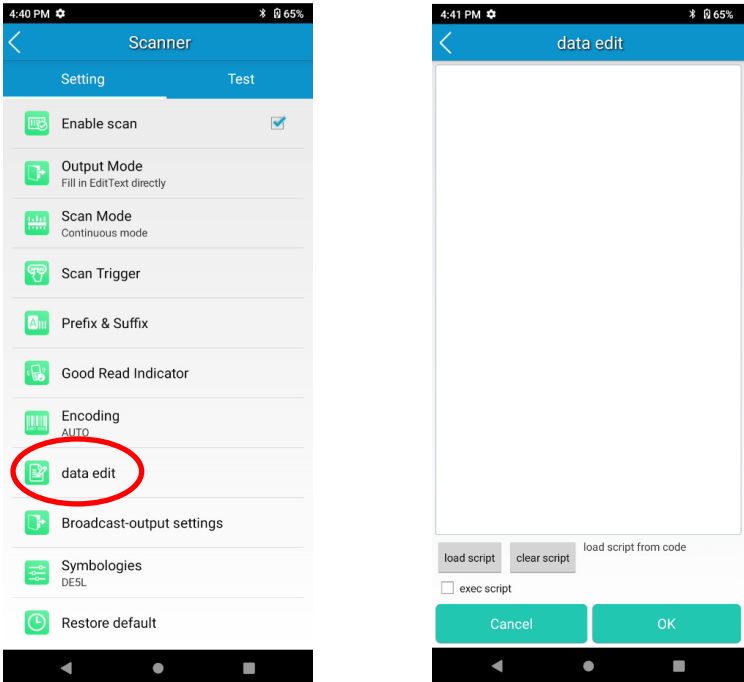 4:40 PM
65%
Scanner
Setting
Test
Enable scan
Output Mode
Fill in EditText directly
Scan Mode
Continuous mode
Scan Trigger
Prefix & Suffix
Good Read Indicator
Encoding
AUTO
data edit
Broadcast-output settings
Symbologies
DE5L
Restore default
4:41 PM
65%
data edit
load script
clear script
load script from code
exec script
Cancel
OK